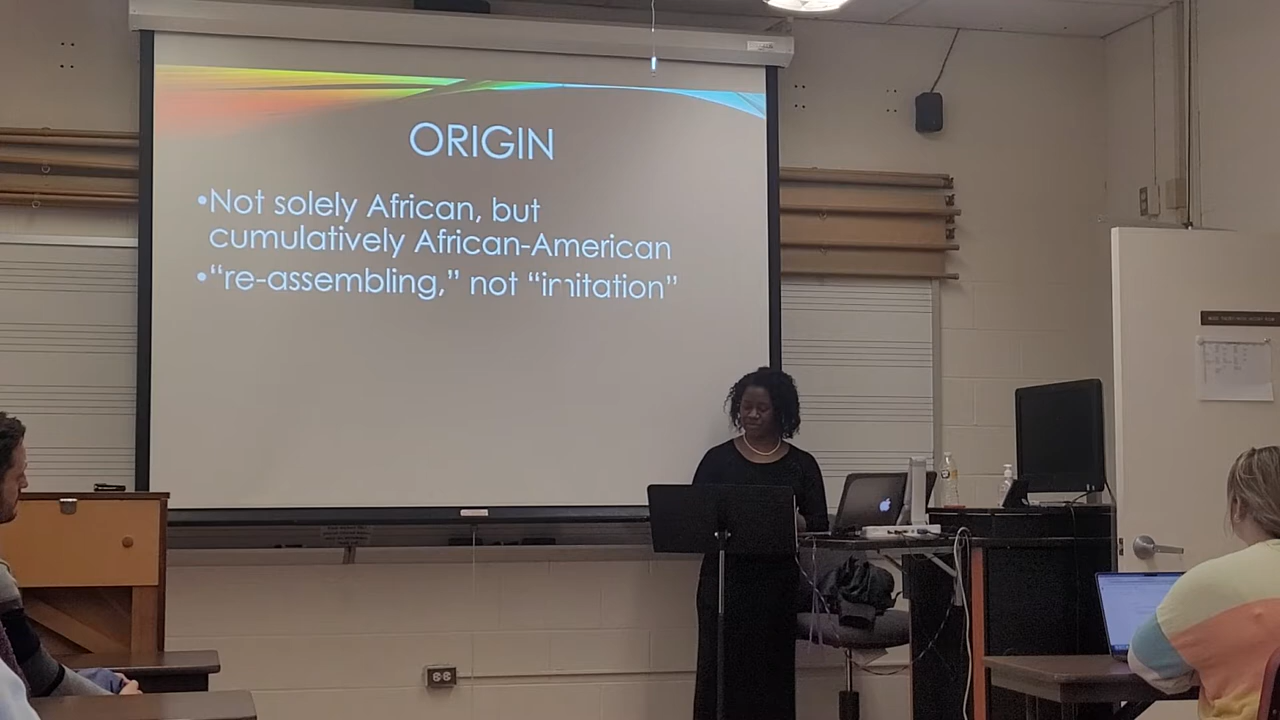 ORIGIN
•Not solely African, but
cumulatively African-American
•“re-assembling,” not “imitation”